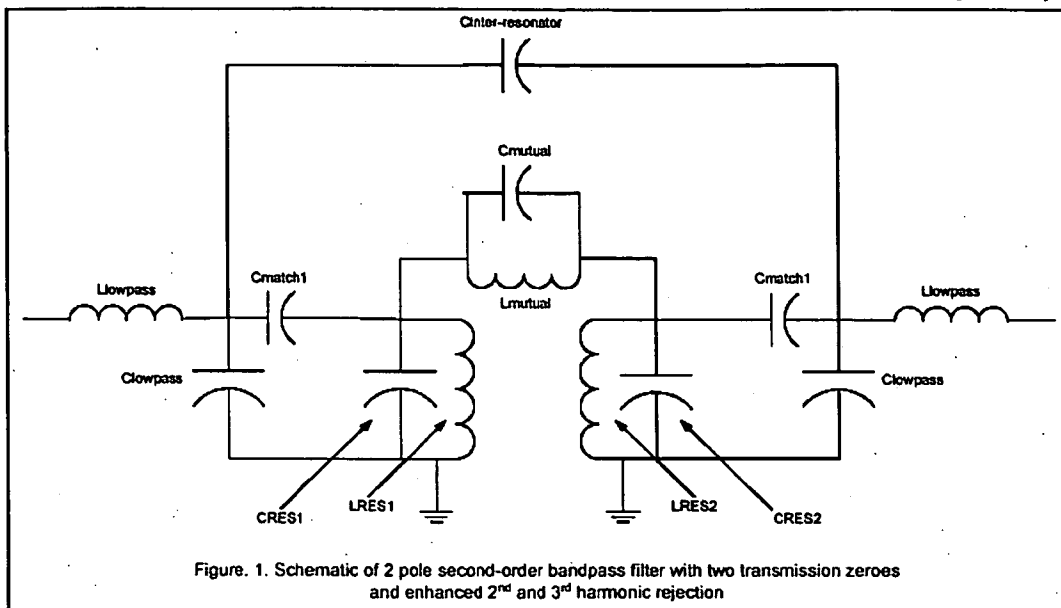 Cinter-resonator
Cmutual
Llowpass
Cmatch1
Lmutual
Cmatch1
Llowpass
Clowpass
Clowpass
CRES1
LRES1
LRES2
CRES2
Figure. 1. Schematic of 2 pole second-order bandpass filter with two transmission zeroes
and enhanced 2nd and 3rd harmonic rejection